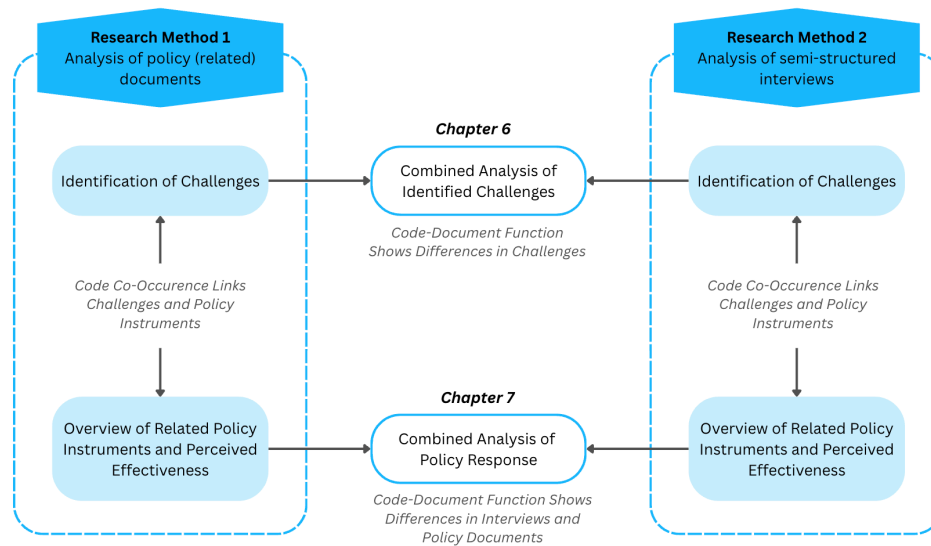 Research Method 1
Analysis of policy (related)
documents
Research Method 2
Analysis of semi-structured
interviews
Chapter 6
Identification of Challenges
Combined Analysis of
Identified Challenges
Identification of Challenges
Code-Document Function
Shows Differences in Challenges
Code Co-Occurence Links
Challenges and Policy
Instruments
Code Co-Occurence Links
Challenges and Policy
Instruments
Chapter 7
Overview of Related Policy
Instruments and Perceived
Effectiveness
Combined Analysis of
Policy Response
Overview of Related Policy
Instruments and Perceived
Effectiveness
Code-Document Function Shows
Differences in Interviews and
Policy Documents